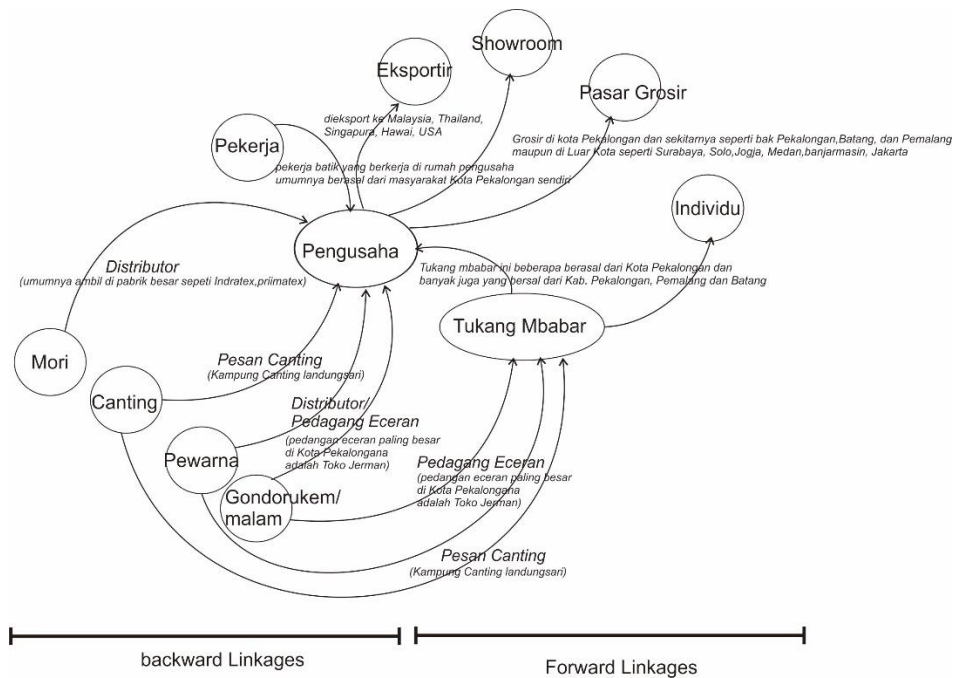 Showroom
Eksportir
Pasar Grosir
dieksport ke Malaysia, Thailand,
Singapura, Hawai, USA
Grosir di kota Pekalongan dan sekitarnya seperti bak Pekalongan,Batang, dan Pemalang
maupun di Luar Kota seperti Surabaya, Solo,Jogja, Medan,banjarmasin, Jakarta
Pekerja
pekerja batik yang berkerja di rumah pengusaha
umumnya berasal dari masyarakat Kota Pekalongan sendiri
Individu
Pengusaha
Distributor
(umumnya ambil di pabrik besar sepeti Indratex,priimatex)
Tukang mbabar ini beberapa berasal dari Kota Pekalongan dan
banyak juga yang bersal dari Kab. Pekalongan, Pemalang dan Batang
Tukang Mbabar
Mori
Pesan Canting
(Kampung Canting landungsari)
Canting
Distributor/
Pedagang Eceran
(pedangan eceran paling besar
di Kota Pekalongana
adalah Toko Jerman)
Pewarna
Gondorukem/
malam
Pedagang Eceran
(pedangan eceran paling besar
di Kota Pekalongana
adalah Toko Jerman)
Pesan Canting
(Kampung Canting landungsari)
backward Linkages
Forward Linkages